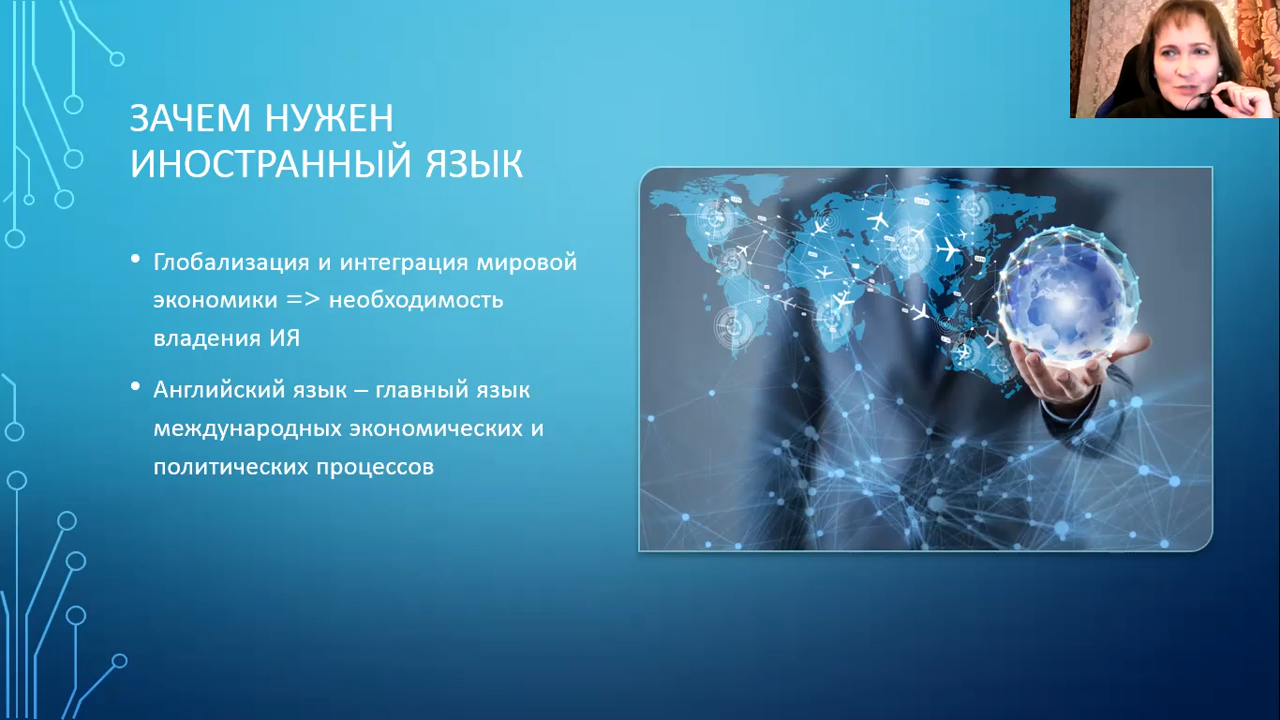 ЗАЧЕМ НУЖЕН
ИНОСТРАННЫЙ ЯЗЫК
• Глобализация и интеграция мировой
экономики => необходимость
владения ИЯ
• Английский язык – главный язык
международных экономических и
политических процессов